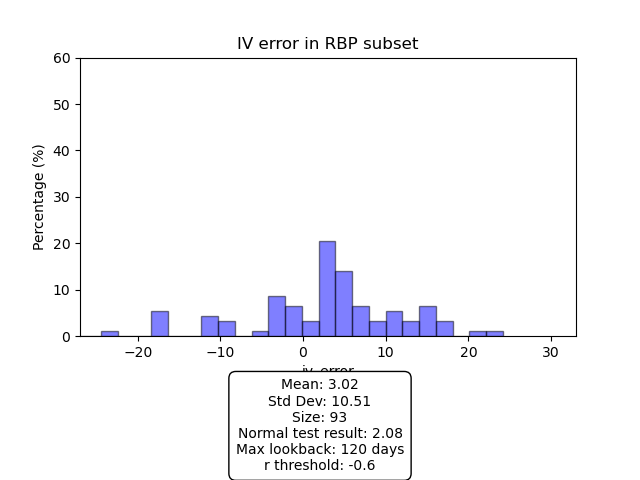 IV error in RBP subset
Percentage (%)
60
50
40
30
20
10
0
−20
−10
0
10
20
30
iv_error
Mean: 3.02
Std Dev: 10.51
Size: 93
Normal test result: 2.08
Max lookback: 120 days
r threshold: -0.6